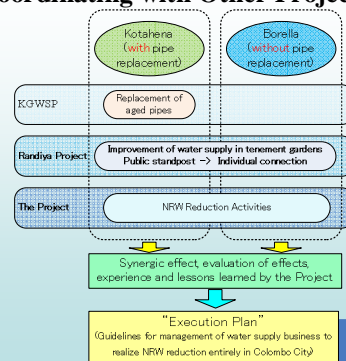 oordinating with Other Projec
Kotahena
(with pipe
replacement)
Borella
(without pipe
replacement)
KGWSP
Replacement of
aged pipes
Randiya Project
Improvement of water supply in tenement gardens
Public standpost -> Individual connection
The Project
NRW Reduction Activities
Synergic effect, evaluation of effects,
experience and lessons learned by the Project
"Execution Plan"
(Guidelines for management of water supply business to
realize NRW reduction entirely in Colombo City)